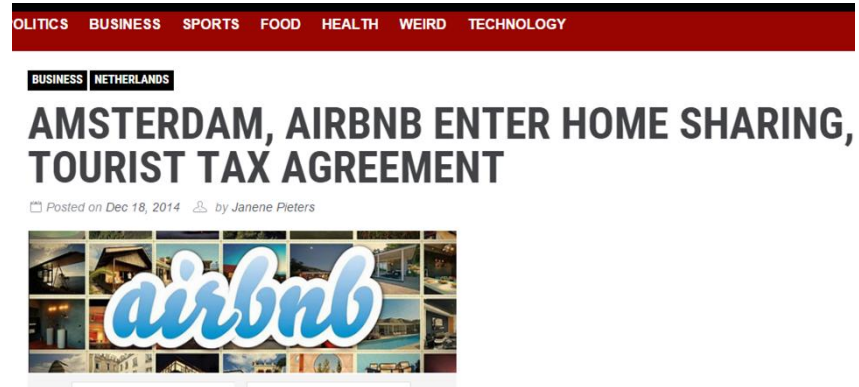 BUSINESS SPORTS FOOD HEALTH WEIRD TECHNOLOGY
BUSINESS NETHERLANDS
AMSTERDAM, AIRBNB ENTER HOME SHARING,
TOURIST TAX AGREEMENT
Posted on Dec 18, 2014 by Janene Pieters
airbnb